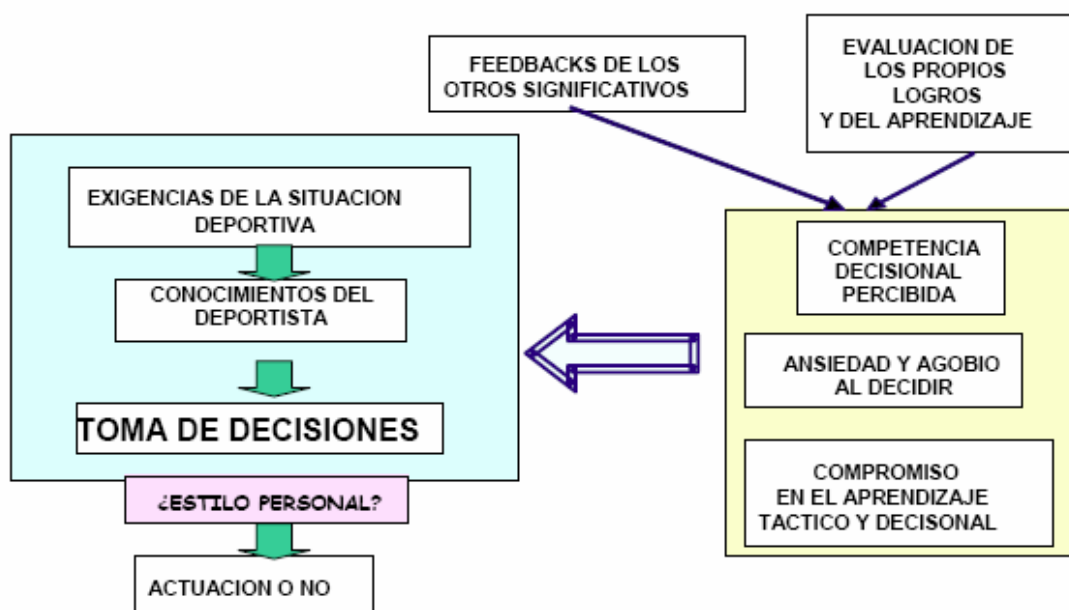 FEEDBACKS DE LOS
OTROS SIGNIFICATIVOS
EVALUACION DE
LOS PROPIOS
LOGROS
Y DEL APRENDIZAJE
EXIGENCIAS DE LA SITUACION
DEPORTIVA
CONOCIMIENTOS DEL
DEPORTISTA
TOMA DE DECISIONES
¿ESTILO PERSONAL?
ACTUACION O NO
COMPETENCIA
DECISIONAL
PERCIBIDA
ANSIEDAD Y AGOBIO
AL DECIDIR
COMPROMISO
EN EL APRENDIZAJE
TACTICO Y DECISONAL